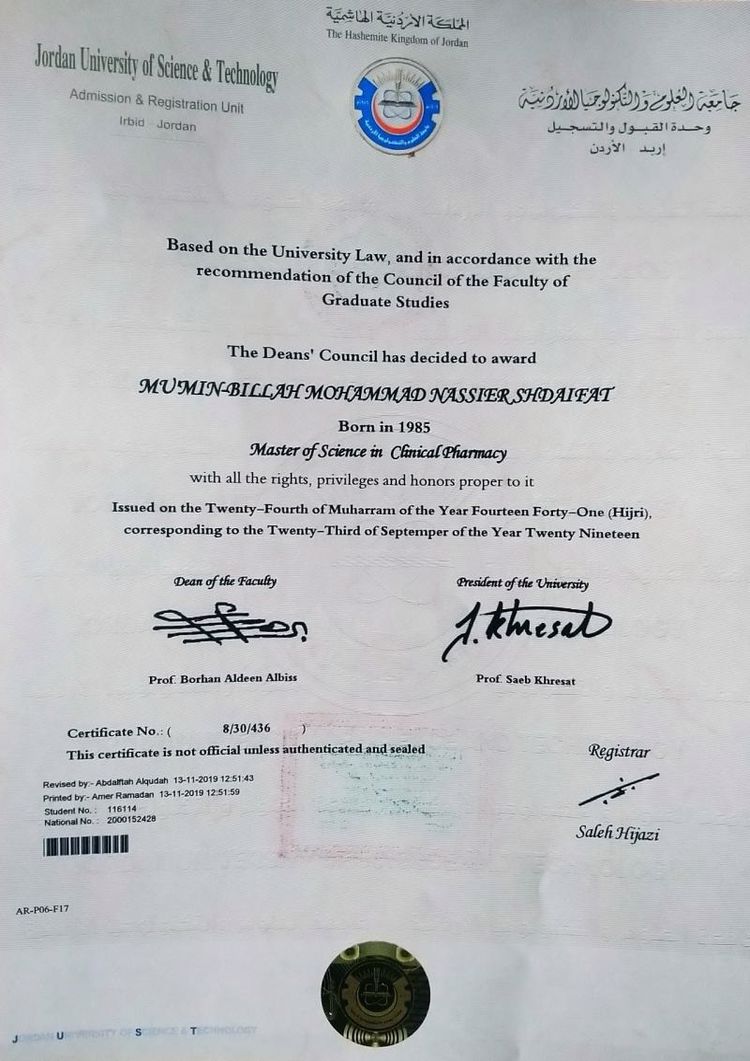 المملكة الأردنية الهاشمية
The Hashemite Kingdom of Jordan
Jordan University of Science & Technology
Admission & Registration Unit
Irbid - Jordan
جامعة العلوم والتكنولوجيا الأردنية
وحدة القبول والتسجيل
إربد الأردن
Based on the University Law, and in accordance with the
recommendation of the Council of the Faculty of
Graduate Studies
The Deans' Council has decided to award
MU'MIN-BILLAH MOHAMMAD NASSIER SHDAIFAT
Born in 1985
Master of Science in Clinical Pharmacy
with all the rights, privileges and honors proper to it
Issued on the Twenty-Fourth of Muharram of the Year Fourteen Forty-One (Hijri),
corresponding to the Twenty-Third of Septemper of the Year Twenty Nineteen
Dean of the Faculty
President of the University
S. Khresat
Prof. Borhan Aldeen Albiss
Prof. Saeb Khresat
Certificate No.: ( 8/30/436 )
This certificate is not official unless authenticated and sealed
Registrar
Revised by:- Abdalftah Alqudah 13-11-2019 12:51:43
Printed by:- Amer Ramadan 13-11-2019 12:51:59
Student No. : 116114
National No. : 2000152428
Saleh Hijazi
AR-P06-F17
JORDAN UNIVERSITY OF SCIENCE & TECHNOLOGY